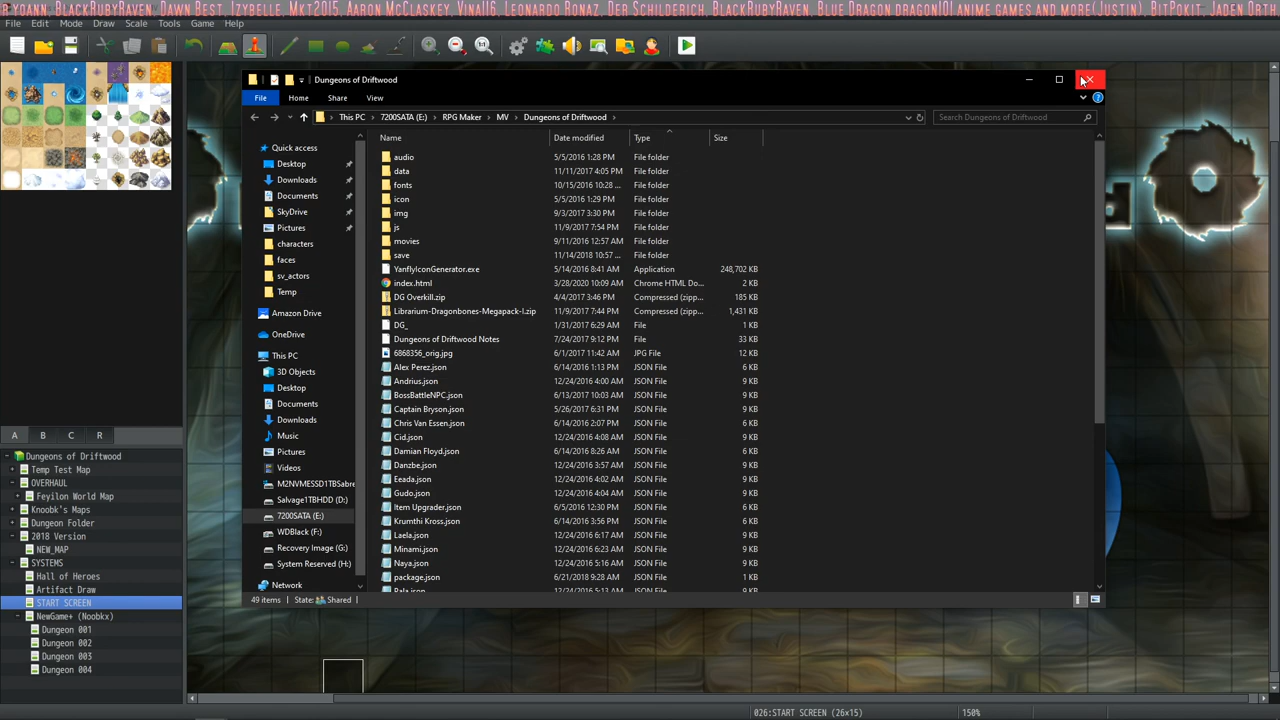 R YOANN, BLACKRUBYRAVEN, DAWN BEST, IZYBELLE, MKT2015, AARON MCCLASKEY, VINA116, LEONARDO RONAZ, DER SCHILDERICH, BLACKRUBYRAVEN, BLUE DRAGON DRAGON101 ANIME GAMES AND MORE(JUSTIN), BITPOKIT, JADEN ORTH
File Edit Mode Draw Scale Tools Game Help
Dungeons of Driftwood
File Home Share View
This PC > 7200SATA (E:) > RPG Maker > MV > Dungeons of Driftwood >
Search Dungeons of Driftwood
Name Date modified Type Size
Quick access
Desktop
Downloads
Documents
SkyDrive
Pictures
characters
faces
sv_actors
Temp
Amazon Drive
OneDrive
This PC
3D Objects
Desktop
Documents
Downloads
Music
Pictures
Videos
M2NVMESSD1TBSabre
Salvage1TBHDD (D:)
7200SATA (E:)
WDBlack (F:)
Recovery Image (G:)
System Reserved (H:)
Network
audio 5/5/2016 1:28 PM File folder
data 11/11/2017 4:05 PM File folder
fonts 10/15/2016 10:28 ... File folder
icon 5/5/2016 1:29 PM File folder
img 9/3/2017 3:30 PM File folder
js 11/9/2017 7:54 PM File folder
movies 9/11/2016 12:57 AM File folder
save 11/14/2018 10:57 ... File folder
YanflyIconGenerator.exe 5/14/2016 8:41 AM Application 248,702 KB
index.html 3/28/2020 10:09 AM Chrome HTML Do... 2 KB
DG Overkill.zip 4/4/2017 3:46 PM Compressed (zipp... 185 KB
Librarium-Dragonbones-Megapack-I.zip 11/9/2017 7:44 PM Compressed (zipp... 1,431 KB
DG_ 1/31/2017 6:29 AM File 1 KB
Dungeons of Driftwood Notes 7/24/2017 9:12 PM File 33 KB
6868356_orig.jpg 6/1/2017 11:42 AM JPG File 12 KB
Alex Perez.json 6/14/2017 1:13 PM JSON File 6 KB
Andrius.json 12/24/2016 4:00 AM JSON File 9 KB
BossBattleNPC.json 6/13/2017 10:03 AM JSON File 9 KB
Captain Bryson.json 5/26/2017 6:31 PM JSON File 9 KB
Chris Van Essen.json 6/14/2017 2:07 PM JSON File 6 KB
Cid.json 12/24/2016 4:08 AM JSON File 9 KB
Damian Floyd.json 6/14/2017 8:26 AM JSON File 6 KB
Danzbe.json 12/24/2016 3:57 AM JSON File 9 KB
Eeada.json 12/24/2016 4:02 AM JSON File 9 KB
Gudo.json 12/24/2016 4:04 AM JSON File 9 KB
Item Upgrader.json 6/5/2016 12:30 PM JSON File 6 KB
Krumthi Kross.json 6/14/2016 3:56 PM JSON File 6 KB
Laela.json 12/24/2016 6:17 AM JSON File 9 KB
Minami.json 12/24/2016 6:23 AM JSON File 9 KB
Naya.json 12/24/2016 5:16 AM JSON File 9 KB
package.json 6/21/2018 9:28 AM JSON File 1 KB
Pala.json 12/24/2016 5:13 AM JSON File 9 KB
49 items State: Shared
A B C R
Dungeons of Driftwood
Temp Test Map
OVERHAUL
Feyilon World Map
Knoobk's Maps
Dungeon Folder
2018 Version
NEW_MAP
SYSTEMS
Hall of Heroes
Artifact Draw
START SCREEN
NewGame+ (Noobkx)
Dungeon 001
Dungeon 002
Dungeon 003
Dungeon 004
026:START SCREEN (26×15) 150%